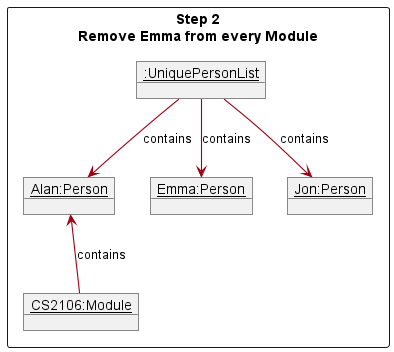 Step 2
Remove Emma from every Module
:UniquePersonList
contains
contains
contains
Alan:Person
Emma:Person
Jon:Person
contains
CS2106:Module